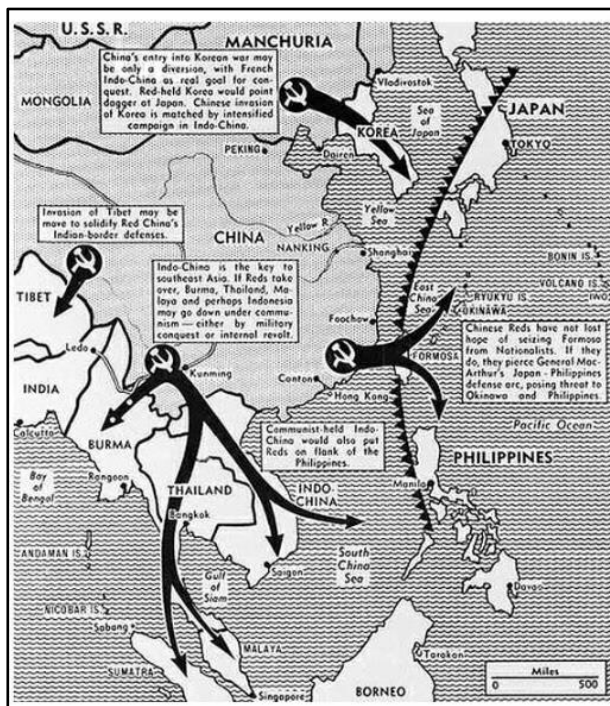 U.S.S.R.
MANCHURIA
China's entry into Korean war may
be only a diversion, with French
Indo-China as real goal for con-
quest. Red-held Korea would point
dagger at Japan. Chinese invasion
of Korea is matched by intensified
campaign in Indo-China.
MONGOLIA
Vladivostok
Sea
of
Japan
JAPAN
KOREA
TOKYO
PEKING
Dairen
Yellow R.
Yellow
Sea
Invasion of Tibet may be
move to solidify Red China's
Indian-border defenses.
CHINA
NANKING
Shanghai
BONIN IS.
VOLCANO IS.
IWO
Indo-China is the key to
southeast Asia. If Reds take
over, Burma, Thailand, Ma-
laya and perhaps Indonesia
may go down under commu-
nism — either by military
conquest or internal revolt.
TIBET
East
China
Sea
RYUKYU IS.
OKINAWA
Foochow
FORMOSA
Chinese Reds have not lost
hope of seizing Formosa
from Nationalists. If they
do, they pierce General Mac-
Arthur's Japan - Philippines
defense arc, posing threat to
Okinawa and Philippines.
Ledo
Kunming
Canton
Hong Kong
INDIA
Calcutta
BURMA
Communist-held Indo-
China would also put
Reds on flank of the
Philippines.
Pacific Ocean
PHILIPPINES
Bay
of
Bengal
Rangoon
THAILAND
Bangkok
INDO-
CHINA
Manila
ANDAMAN IS.
Gulf
of
Siam
Saigon
South
China
Sea
Davao
NICOBAR IS.
Sabang
MALAYA
Tarakan
SUMATRA
Singapore
BORNEO
Miles
0 500